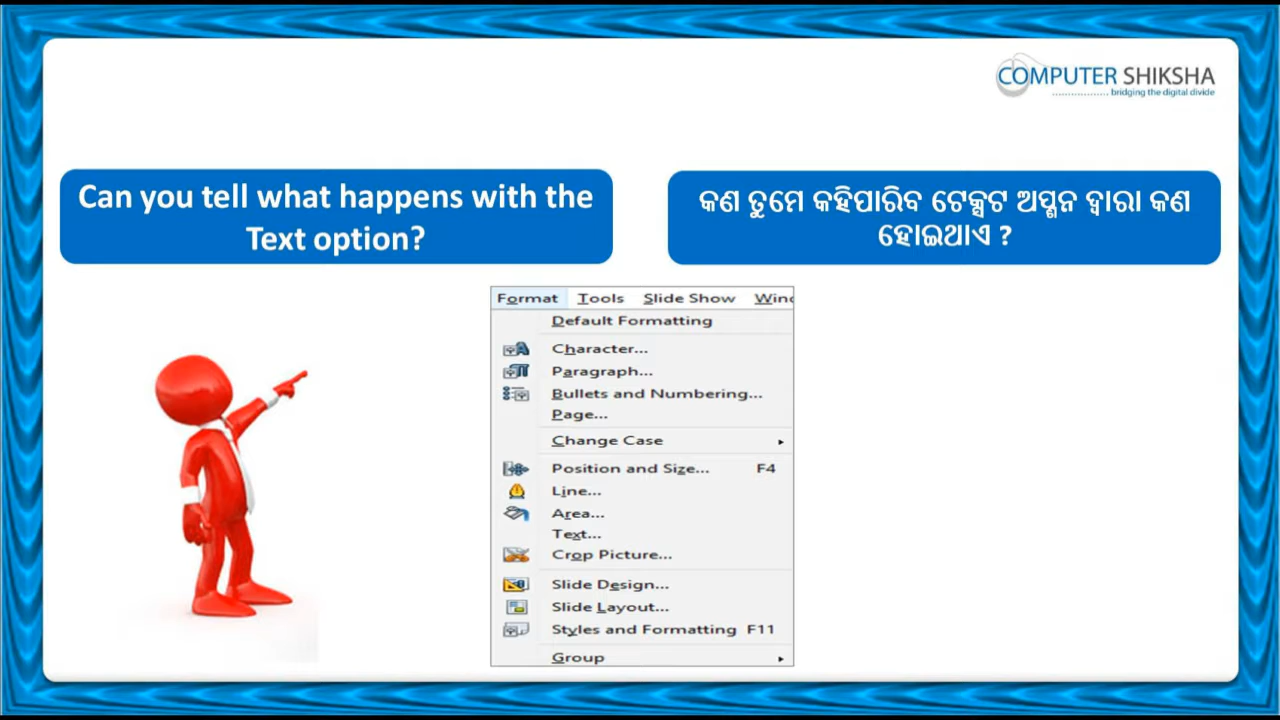 COMPUTER SHIKSHA
.................. bridging the digital divide
Can you tell what happens with the
Text option?
କଣ ତୁମେ କହିପାରିବ ଟେକ୍ସଟ ଅପ୍ଶନ ଦ୍ୱାରା କଣ
ହୋଇଥାଏ ?
Format Tools Slide Show Wind
Default Formatting
Character...
Paragraph...
Bullets and Numbering...
Page...
Change Case
Position and Size... F4
Line...
Area...
Text...
Crop Picture...
Slide Design...
Slide Layout...
Styles and Formatting F11
Group